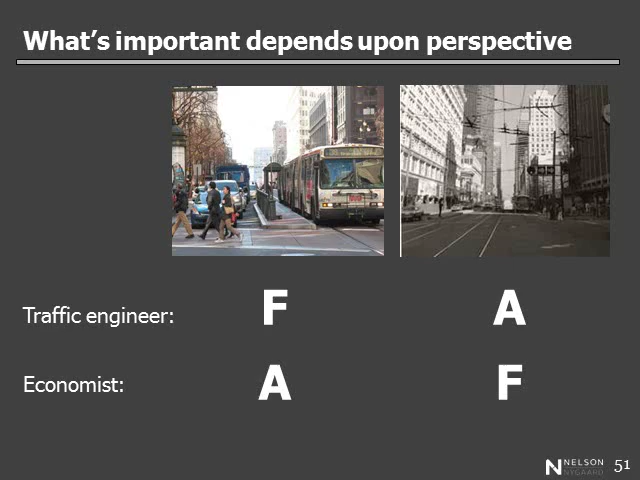 What's important depends upon perspective
Traffic engineer: F A
Economist: A F
NELSON
NYGAARD
51